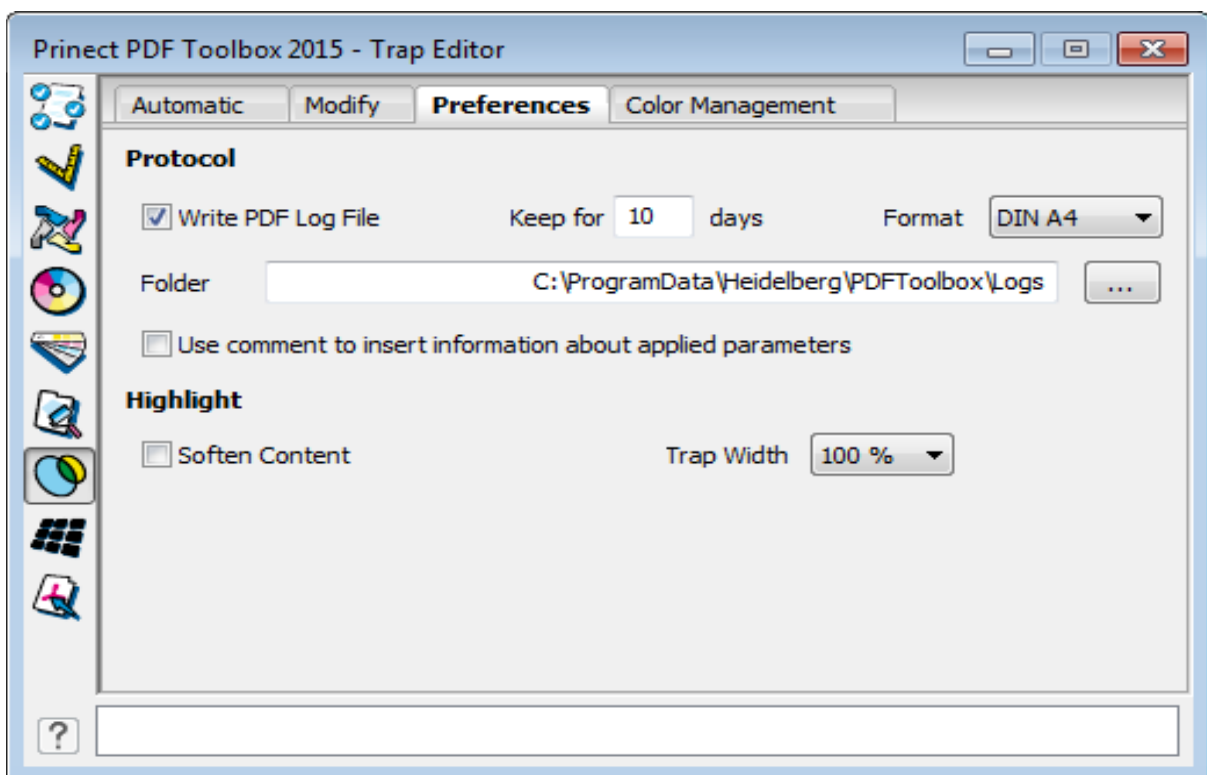 Prinect PDF Toolbox 2015 - Trap Editor
Automatic Modify Preferences Color Management
Protocol
Write PDF Log File Keep for 10 days Format DIN A4
Folder C:\ProgramData\Heidelberg\PDFToolbox\Logs ...
Use comment to insert information about applied parameters
Highlight
Soften Content Trap Width 100 %
?